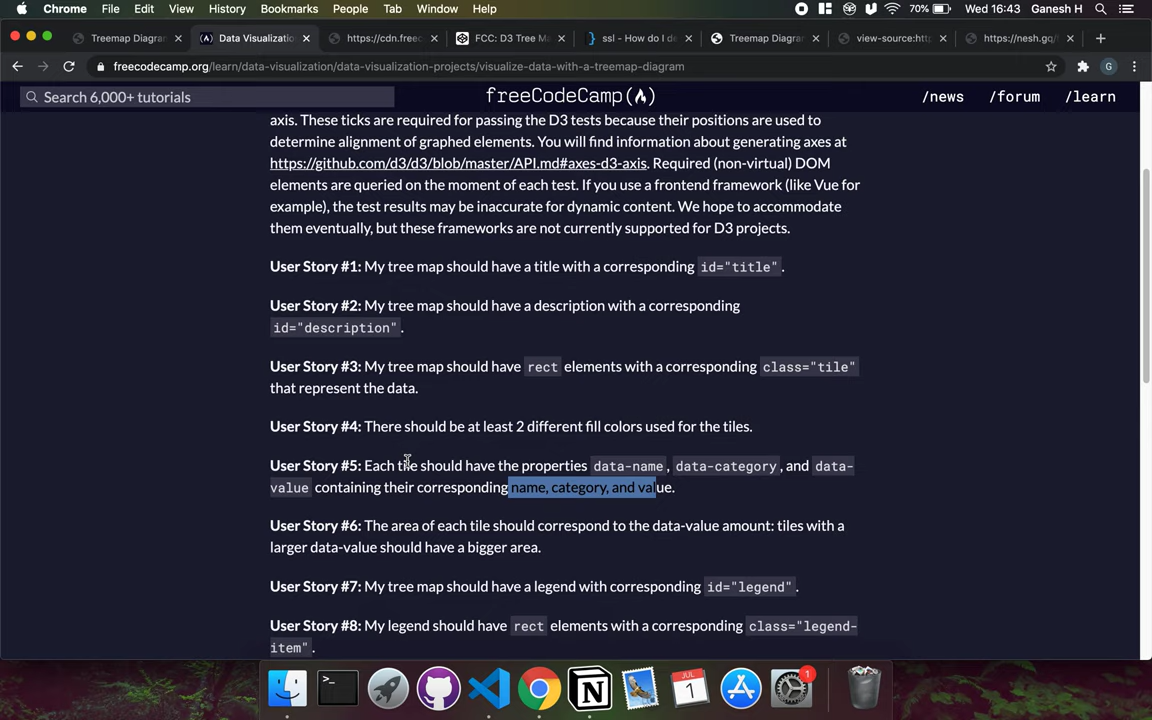 Chrome File Edit View History Bookmarks People Tab Window Help 70% Wed 16:43 Ganesh H
Treemap Diagra Data Visualizatio https://cdn.freec FCC: D3 Tree Ma ssl - How do I de Treemap Diagra view-source:http https://nesh.gq/t
freecodecamp.org/learn/data-visualization/data-visualization-projects/visualize-data-with-a-treemap-diagram G
Search 6,000+ tutorials freeCodeCamp /news /forum /learn
axis. These ticks are required for passing the D3 tests because their positions are used to
determine alignment of graphed elements. You will find information about generating axes at
https://github.com/d3/d3/blob/master/API.md#axes-d3-axis. Required (non-virtual) DOM
elements are queried on the moment of each test. If you use a frontend framework (like Vue for
example), the test results may be inaccurate for dynamic content. We hope to accommodate
them eventually, but these frameworks are not currently supported for D3 projects.
User Story #1: My tree map should have a title with a corresponding id="title".
User Story #2: My tree map should have a description with a corresponding
id="description".
User Story #3: My tree map should have rect elements with a corresponding class="tile"
that represent the data.
User Story #4: There should be at least 2 different fill colors used for the tiles.
User Story #5: Each tile should have the properties data-name, data-category, and data-
value containing their corresponding name, category, and value.
User Story #6: The area of each tile should correspond to the data-value amount: tiles with a
larger data-value should have a bigger area.
User Story #7: My tree map should have a legend with corresponding id="legend".
User Story #8: My legend should have rect elements with a corresponding class="legend-
item".
JUL
1
1